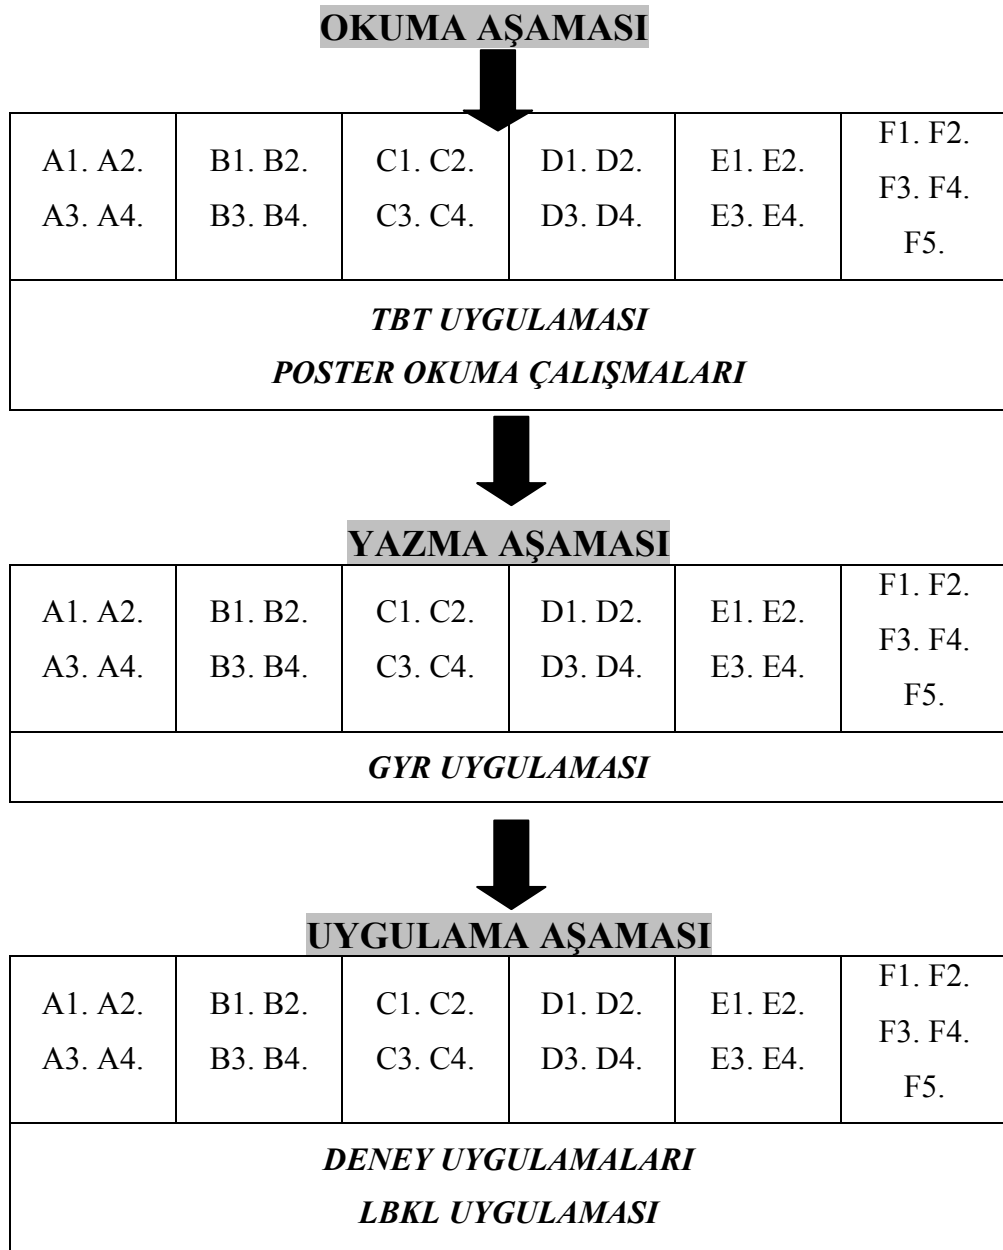 OKUMA AŞAMASI
A1. A2.
A3. A4.
B1. B2.
B3. B4.
C1. C2.
C3. C4.
D1. D2.
D3. D4.
E1. E2.
E3. E4.
F1. F2.
F3. F4.
F5.
TBT UYGULAMASI
POSTER OKUMA ÇALIŞMALARI
YAZMA AŞAMASI
A1. A2.
A3. A4.
B1. B2.
B3. B4.
C1. C2.
C3. C4.
D1. D2.
D3. D4.
E1. E2.
E3. E4.
F1. F2.
F3. F4.
F5.
GYR UYGULAMASI
UYGULAMA AŞAMASI
A1. A2.
A3. A4.
B1. B2.
B3. B4.
C1. C2.
C3. C4.
D1. D2.
D3. D4.
E1. E2.
E3. E4.
F1. F2.
F3. F4.
F5.
DENEY UYGULAMALARI
LBKL UYGULAMASI